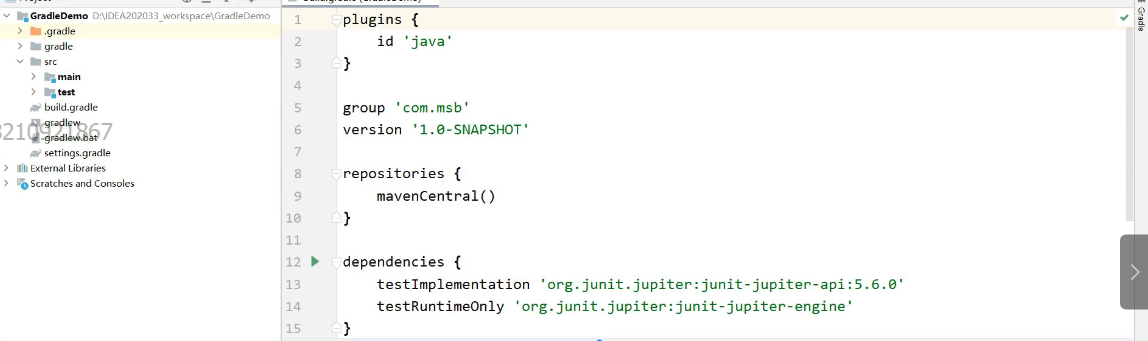 GradleDemo D:\IDEA202033_workspace\GradleDemo
.gradle
gradle
src
main
test
build.gradle
gradlew
gradlew.bat
settings.gradle
External Libraries
Scratches and Consoles
3210921867
1 plugins {
2 id 'java'
3 }
4
5 group 'com.msb'
6 version '1.0-SNAPSHOT'
7
8 repositories {
9 mavenCentral()
10 }
11
12 dependencies {
13 testImplementation 'org.junit.jupiter:junit-jupiter-api:5.6.0'
14 testRuntimeOnly 'org.junit.jupiter:junit-jupiter-engine'
15 }
Gradle